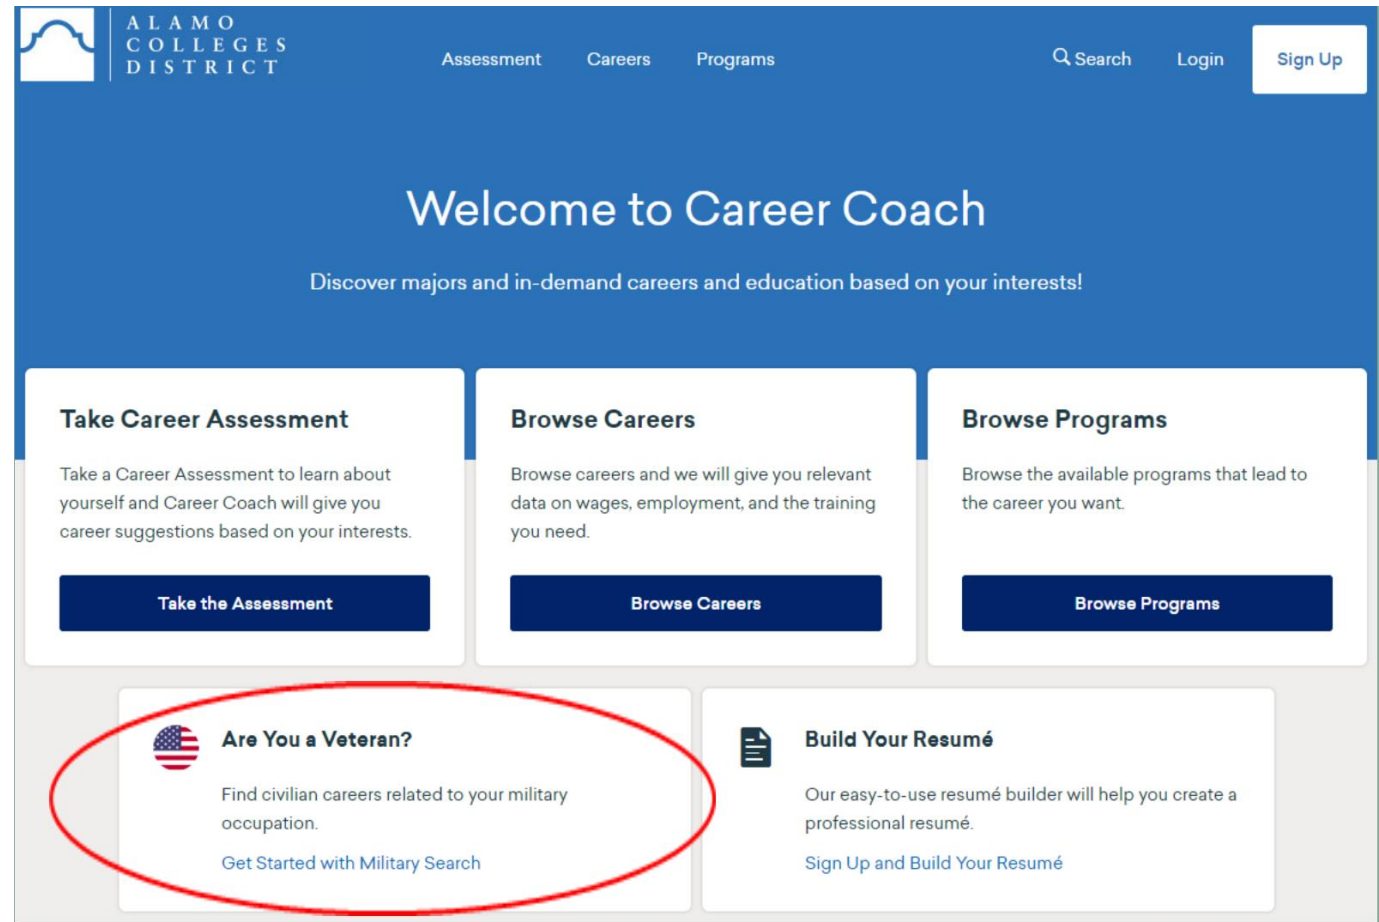 ALAMO
COLLEGES
DISTRICT
Assessment Careers Programs Search Login Sign Up
Welcome to Career Coach
Discover majors and in-demand careers and education based on your interests!
Take Career Assessment
Take a Career Assessment to learn about
yourself and Career Coach will give you
career suggestions based on your interests.
Take the Assessment
Browse Careers
Browse careers and we will give you relevant
data on wages, employment, and the training
you need.
Browse Careers
Browse Programs
Browse the available programs that lead to
the career you want.
Browse Programs
Are You a Veteran?
Find civilian careers related to your military
occupation.
Get Started with Military Search
Build Your Resumé
Our easy-to-use resumé builder will help you create a
professional resumé.
Sign Up and Build Your Resumé